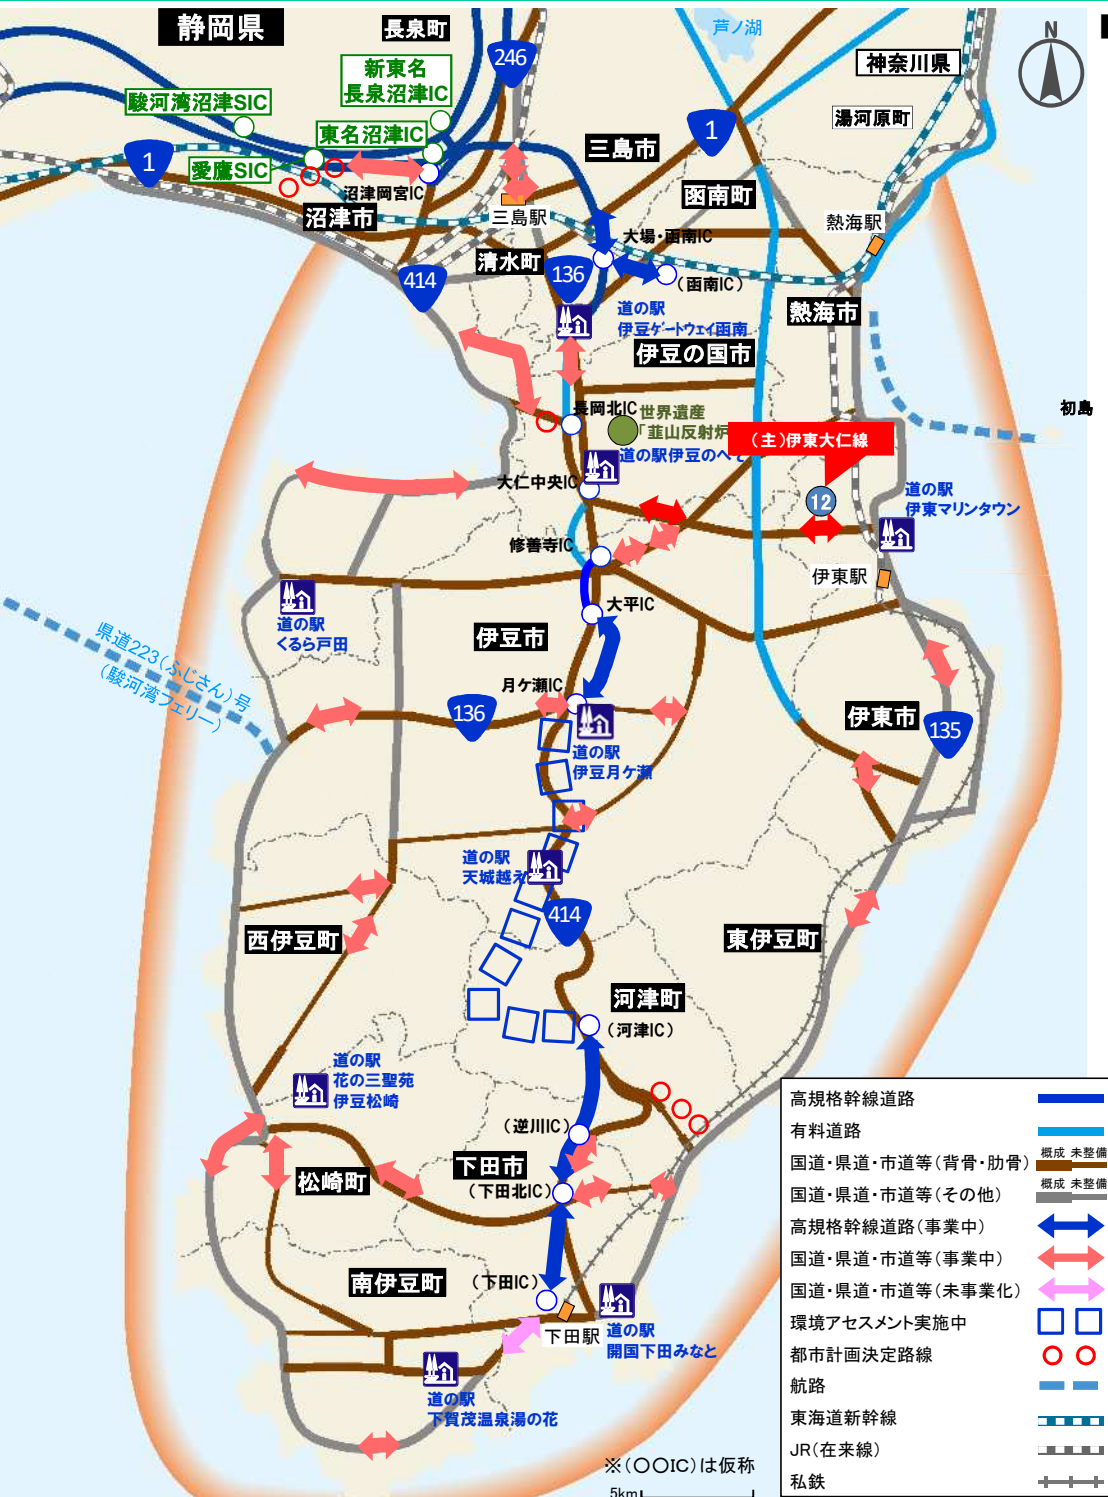 静岡県
長泉町
246
芦ノ湖
N
神奈川県
新東名
長泉沼津IC
駿河湾沼津SIC
湯河原町
東名沼津IC
1
1
三島市
愛鷹SIC
沼津岡宮IC
函南町
沼津市
三島駅
熱海駅
大場・函南IC
清水町
136
414
(函南IC)
道の駅
伊豆ゲートウェイ函南
熱海市
伊豆の国市
初島
長岡北IC
世界遺産
「韮山反射炉
(主)伊東大仁線
道の駅伊豆のへそ
大仁中央IC
12
道の駅
伊東マリンタウン
修善寺IC
伊東駅
大平IC
道の駅
くるら戸田
伊豆市
県道223(ふじさん)号
(駿河湾フェリー)
月ケ瀬IC
136
伊東市
135
道の駅
伊豆月ケ瀬
道の駅
天城越え
414
西伊豆町
東伊豆町
河津町
(河津IC)
道の駅
花の三聖苑
伊豆松崎
(逆川IC)
下田市
松崎町
(下田北IC)
南伊豆町
(下田IC)
下田駅
道の駅
開国下田みなと
道の駅
下賀茂温泉湯の花
※(〇〇IC)は仮称
5km
高規格幹線道路
有料道路
国道・県道・市道等(背骨・肋骨)
概成 未整備
国道・県道・市道等(その他)
概成 未整備
高規格幹線道路(事業中)
国道・県道・市道等(事業中)
国道・県道・市道等(未事業化)
環境アセスメント実施中
都市計画決定路線
航路
東海道新幹線
JR(在来線)
私鉄